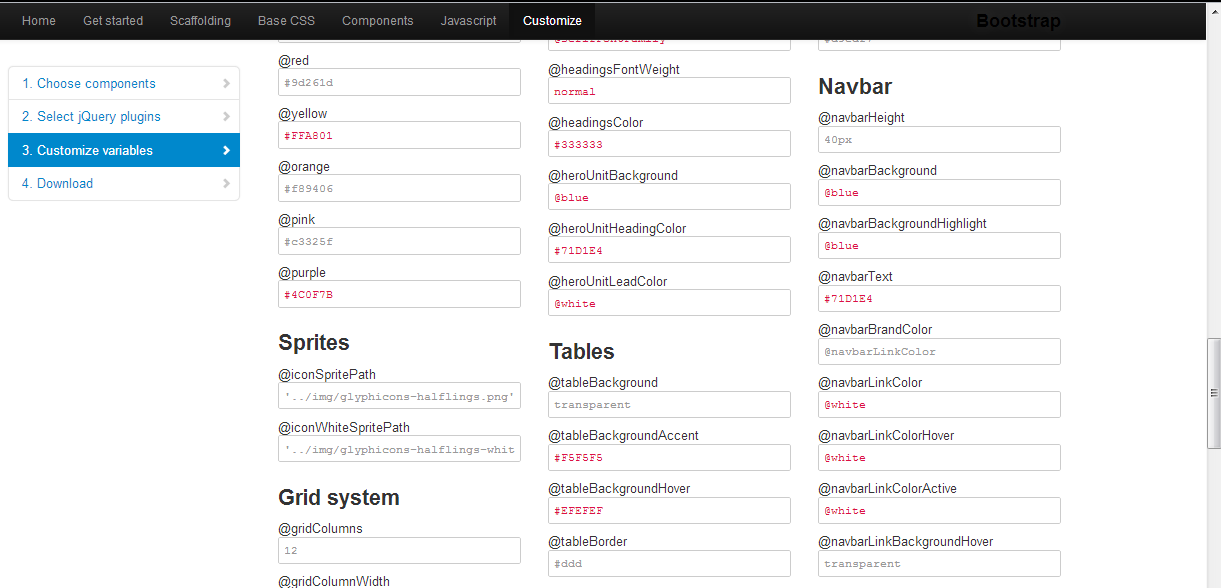 Home Get started Scaffolding Base CSS Components Javascript Customize Bootstrap
1. Choose components
2. Select jQuery plugins
3. Customize variables
4. Download
@red
#9d261d
@yellow
#FFA801
@orange
#f89406
@pink
#c3325f
@purple
#4C0F7B
Sprites
@iconSpritePath
'../img/glyphicons-halflings.png'
@iconWhiteSpritePath
'../img/glyphicons-halflings-whit
Grid system
@gridColumns
12
@gridColumnWidth
@headingsFontWeight
normal
@headingsColor
#333333
@heroUnitBackground
@blue
@heroUnitHeadingColor
#71D1E4
@heroUnitLeadColor
@white
Tables
@tableBackground
transparent
@tableBackgroundAccent
#F5F5F5
@tableBackgroundHover
#EFEFEF
@tableBorder
#ddd
Navbar
@navbarHeight
40px
@navbarBackground
@blue
@navbarBackgroundHighlight
@blue
@navbarText
#71D1E4
@navbarBrandColor
@navbarLinkColor
@navbarLinkColor
@white
@navbarLinkColorHover
@white
@navbarLinkColorActive
@white
@navbarLinkBackgroundHover
transparent